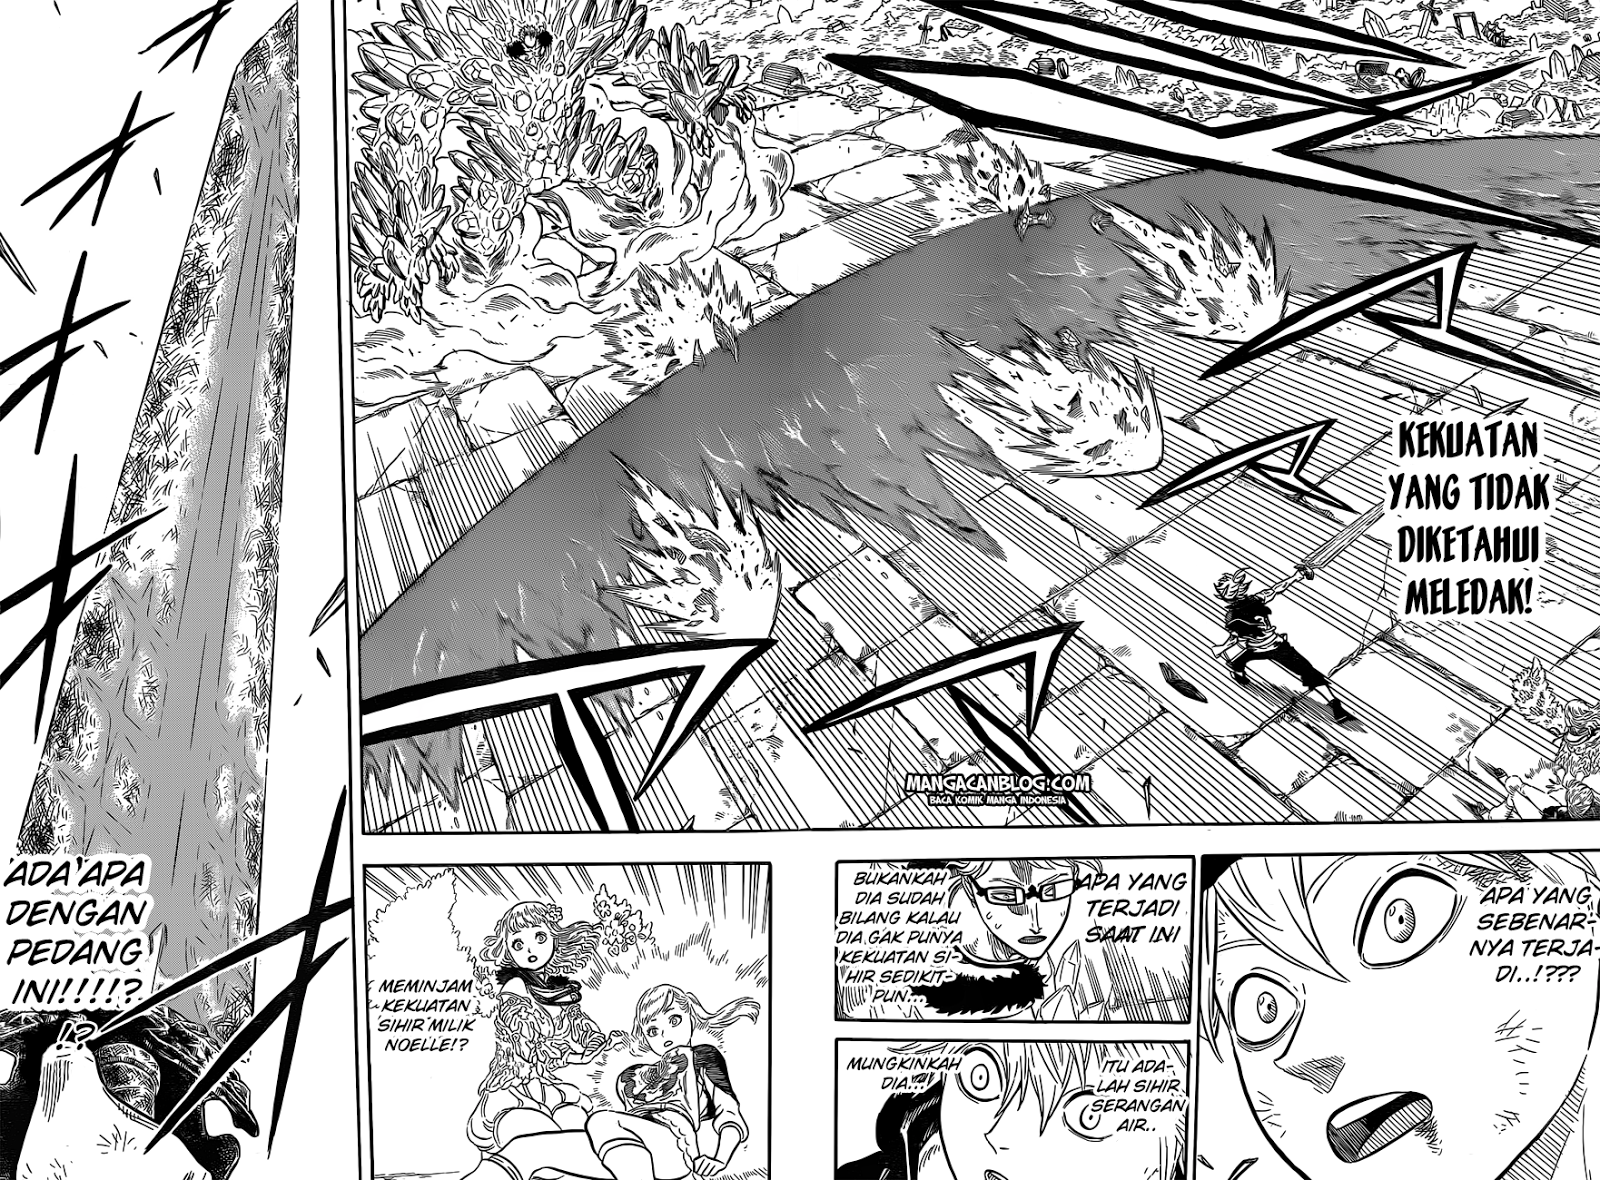 KEKUATAN
YANG TIDAK
DIKETAHUI
MELEDAK!
MANGACANBLOG.COM
BACA KOMIK MANGA INDONESIA
APA YANG
SEBENAR-
NYA TERJA-
DI..!???
APA YANG
TERJADI
SAAT INI
BUKANKAH
DIA SUDAH
BILANG KALAU
DIA GAK PUNYA
KEKUATAN SI-
HIR SEDIKIT-
PUN...
ITU ADA-
LAH SIHIR
SERANGAN
AIR..
MUNGKINKAH
DIA...
MEMINJAM
KEKUATAN
SIHIR MILIK
NOELLE!?
ADA APA
DENGAN
PEDANG
INI!!!!?
!?